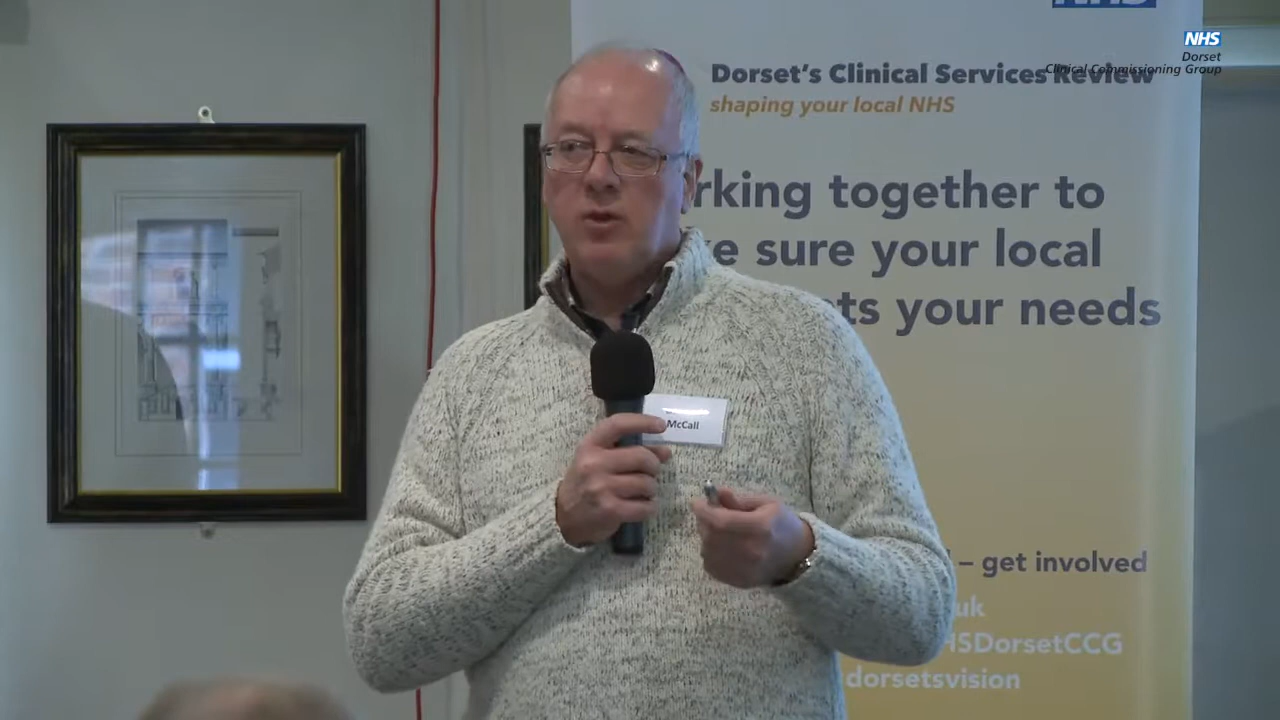 NHS
NHS
Dorset
Clinical Commissioning Group
Dorset's Clinical Services Review
shaping your local NHS
rking together to
e sure your local
ts your needs
McCall
– get involved
uk
HSDorsetCCG
dorsetsvision